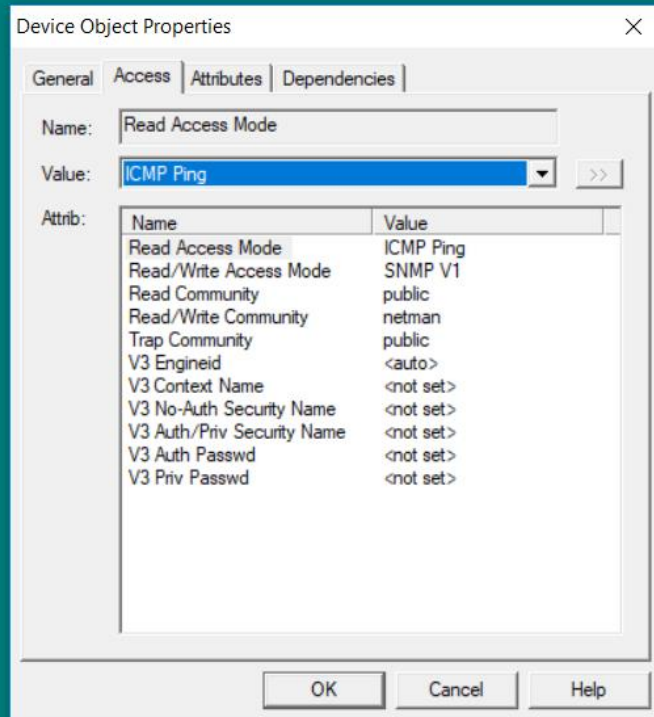 Device Object Properties
General Access Attributes Dependencies
Name: Read Access Mode
Value: ICMP Ping >>
Attrib: Name Value
Read Access Mode ICMP Ping
Read/Write Access Mode SNMP V1
Read Community public
Read/Write Community netman
Trap Community public
V3 Engineid <auto>
V3 Context Name <not set>
V3 No-Auth Security Name <not set>
V3 Auth/Priv Security Name <not set>
V3 Auth Passwd <not set>
V3 Priv Passwd <not set>
OK Cancel Help